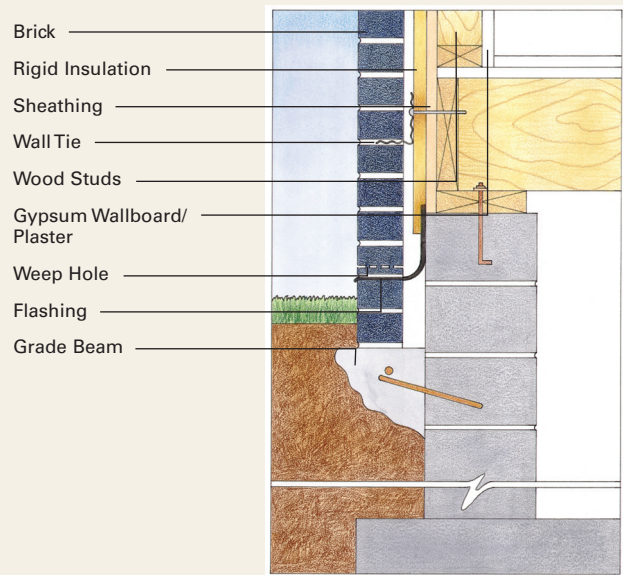 Brick
Rigid Insulation
Sheathing
Wall Tie
Wood Studs
Gypsum Wallboard/
Plaster
Weep Hole
Flashing
Grade Beam